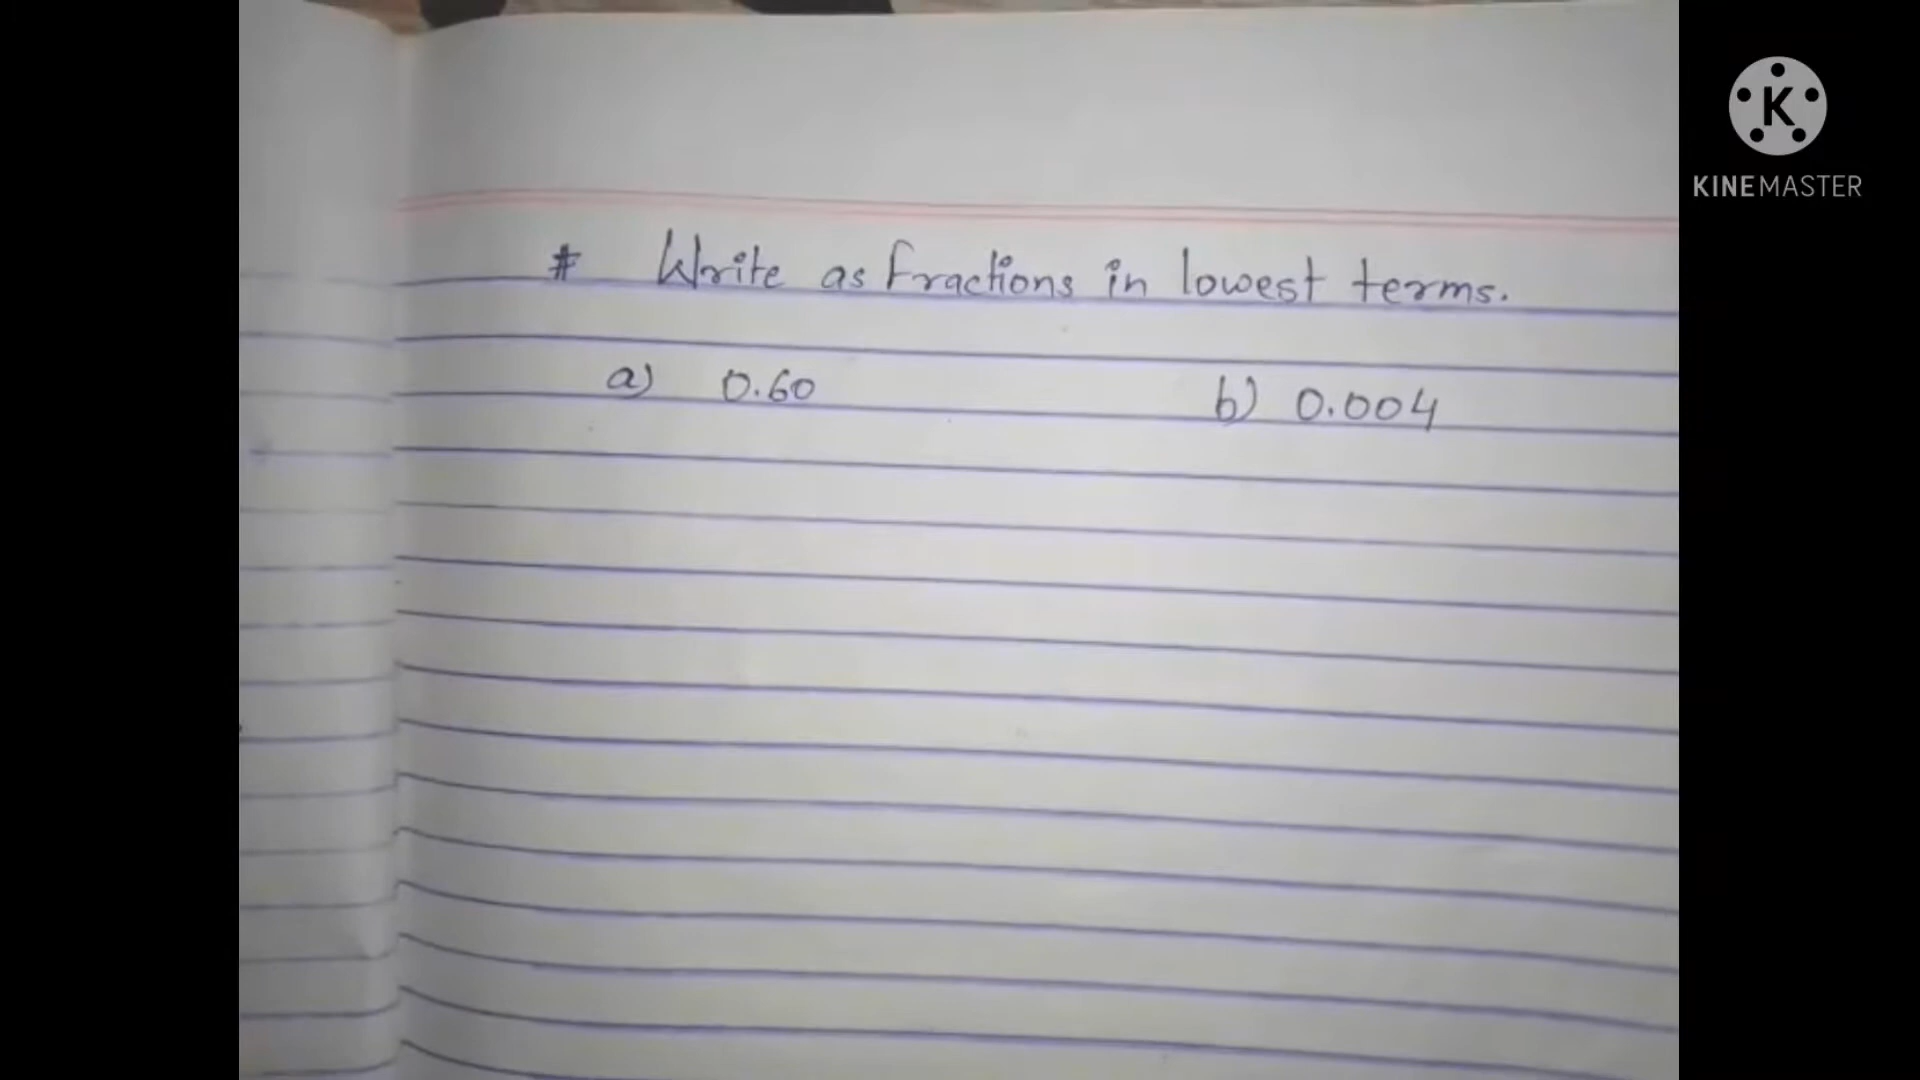 # Write as fractions in lowest terms.
a) 0.60 b) 0.004
K
KINEMASTER